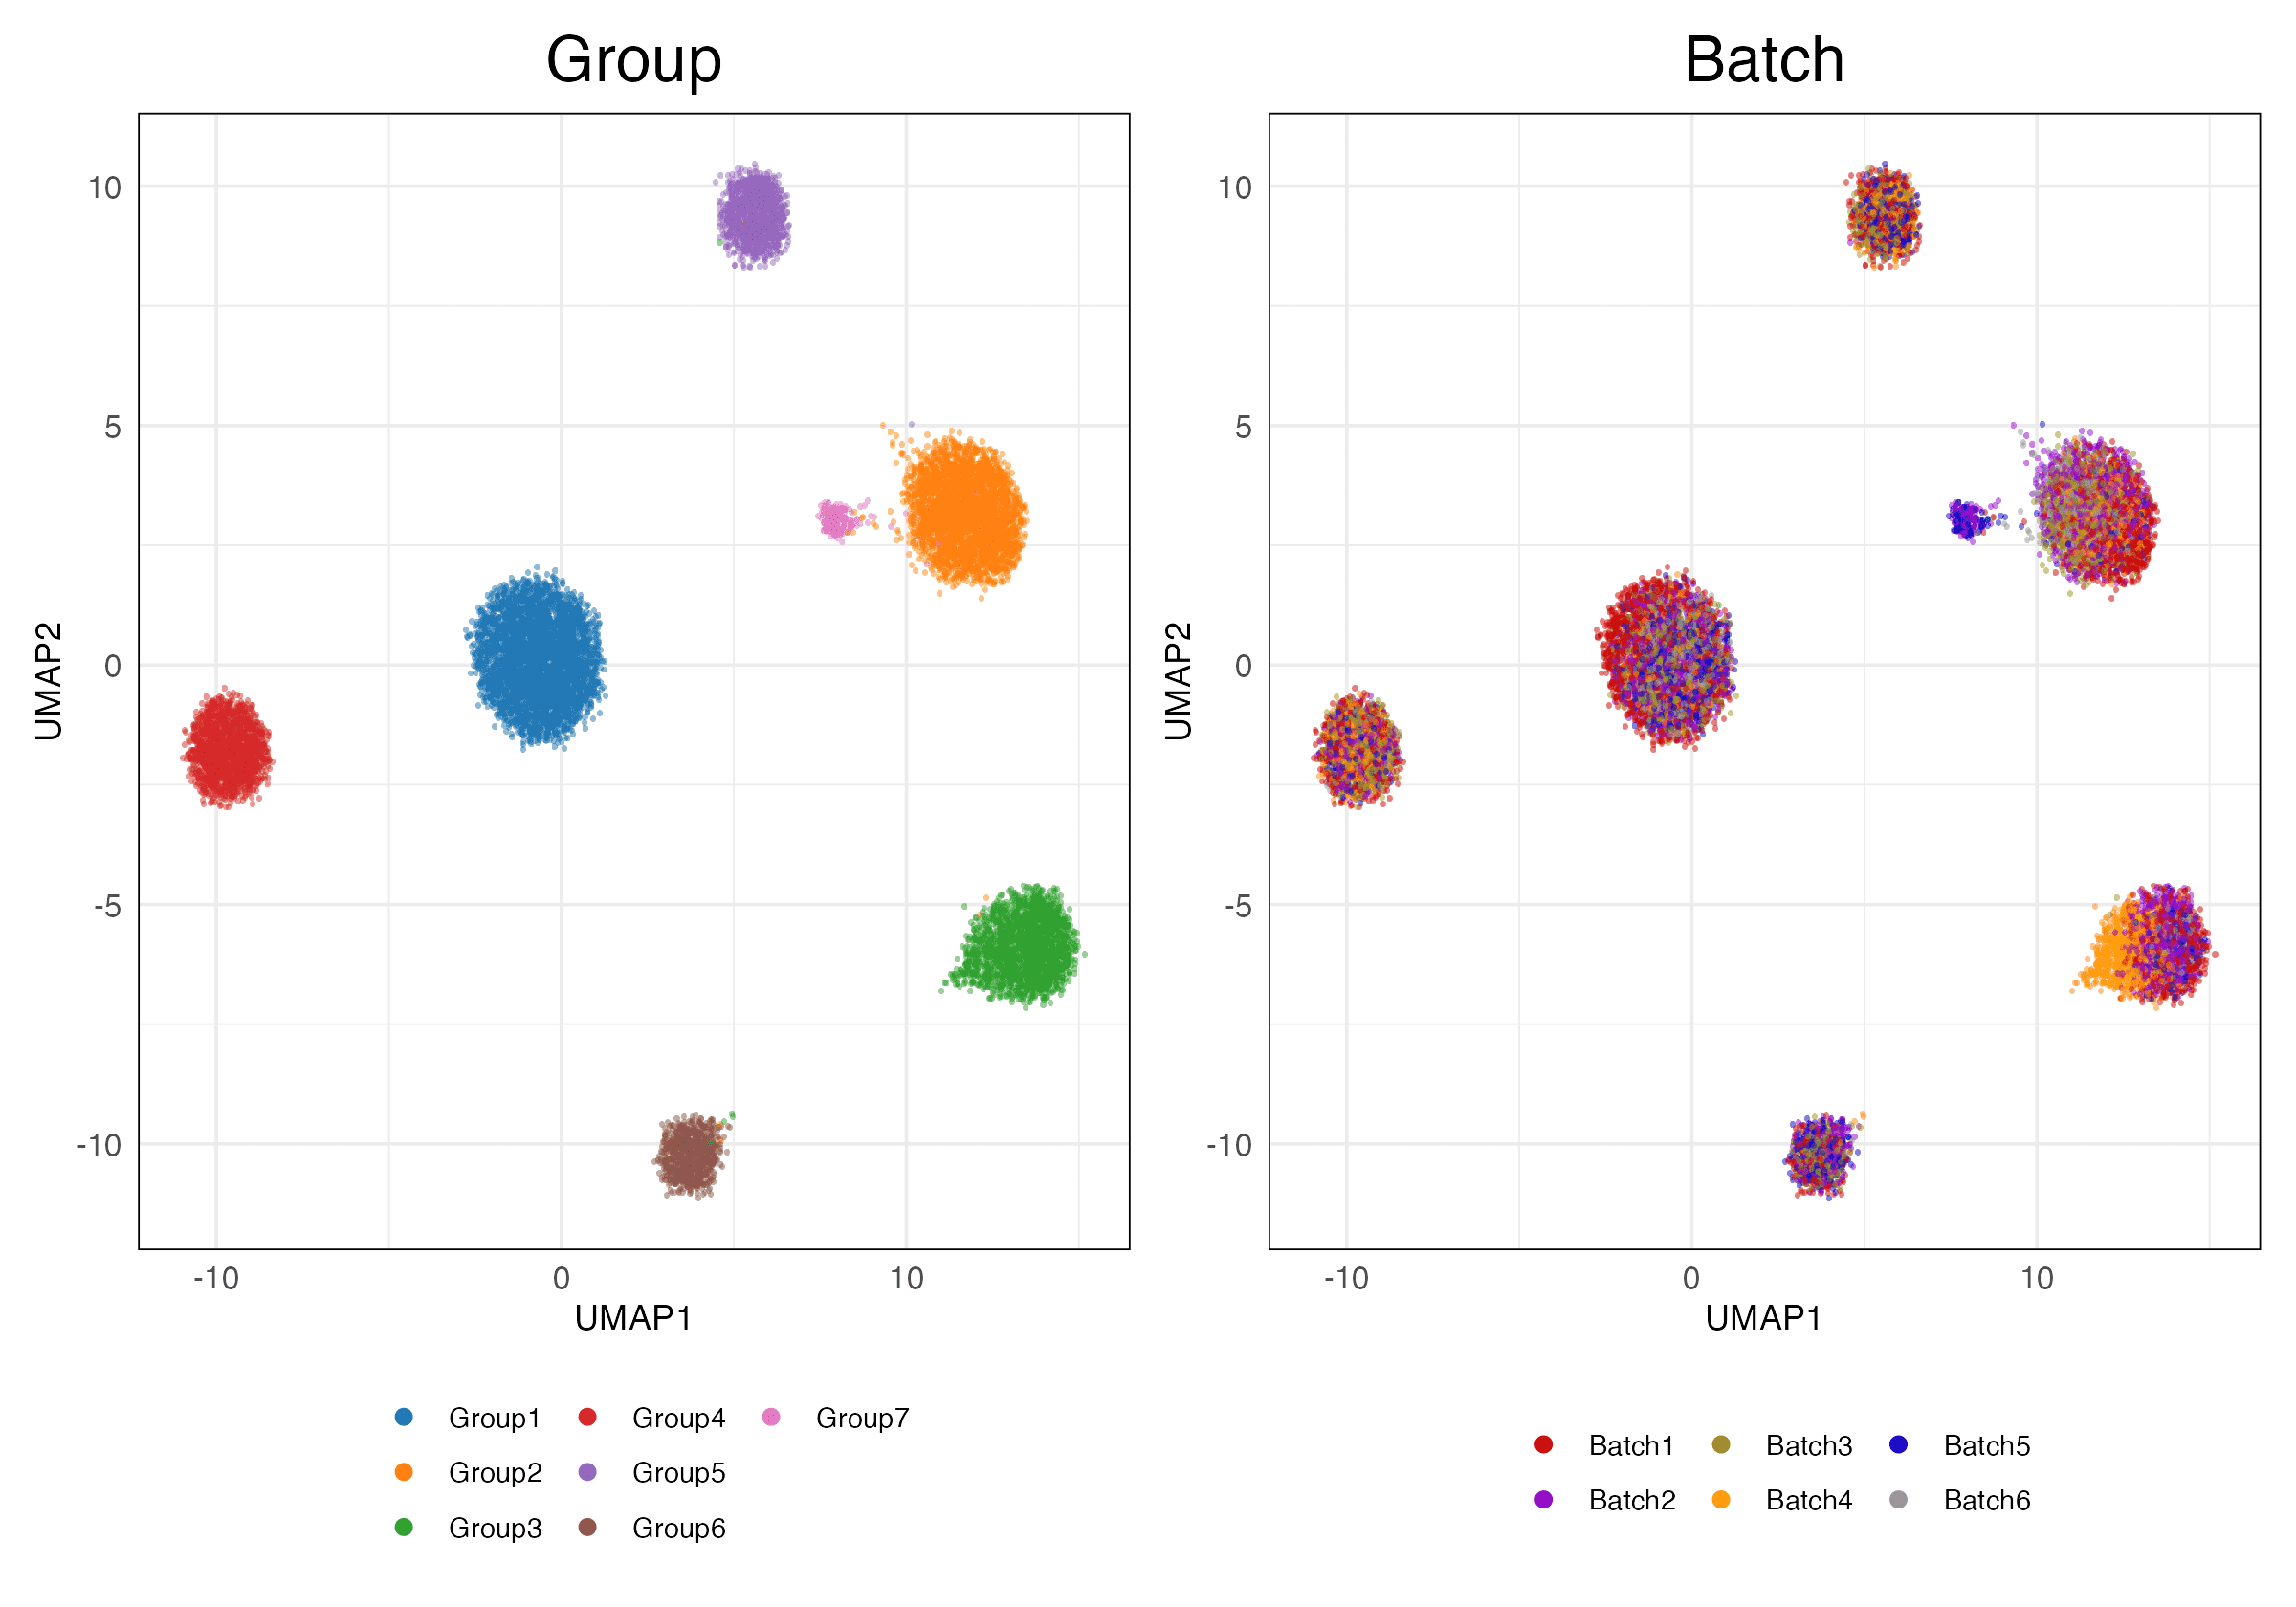 Group
10
5
0
-5
-10
UMAP2
-10 0 10
UMAP1
Group1 Group4 Group7
Group2 Group5
Group3 Group6
Batch
10
5
0
-5
-10
UMAP2
-10 0 10
UMAP1
Batch1 Batch3 Batch5
Batch2 Batch4 Batch6